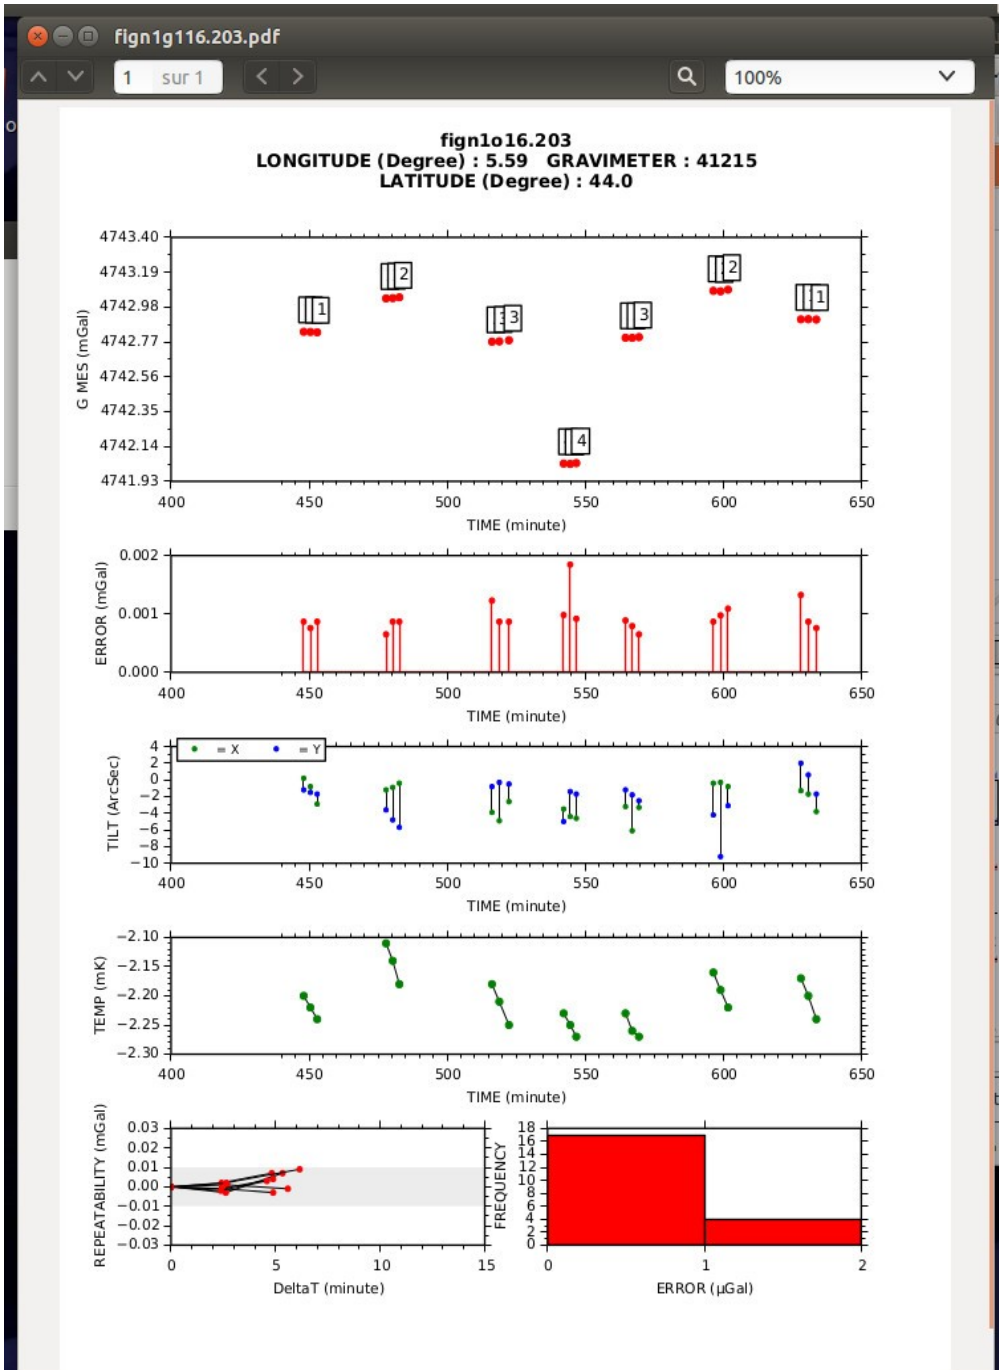 fign1g116.203.pdf
1 sur 1
100%
fign1o16.203
LONGITUDE (Degree) : 5.59 GRAVIMETER : 41215
LATITUDE (Degree) : 44.0
G MES (mGal)
4743.40
4743.19
4742.98
4742.77
4742.56
4742.35
4742.14
4741.93
1
2
3 3
4
3
2
1
400 450 500 550 600 650
TIME (minute)
ERROR (mGal)
0.002
0.001
0.000
400 450 500 550 600 650
TIME (minute)
TILT (ArcSec)
= X = Y
4
2
0
−2
−4
−6
−8
−10
400 450 500 550 600 650
TIME (minute)
TEMP (mK)
−2.10
−2.15
−2.20
−2.25
−2.30
400 450 500 550 600 650
TIME (minute)
REPEATABILITY (mGal)
0.03
0.02
0.01
0.00
−0.01
−0.02
−0.03
0 5 10 15
DeltaT (minute)
FREQUENCY
18
16
14
12
10
8
6
4
2
0
0 1 2
ERROR (µGal)